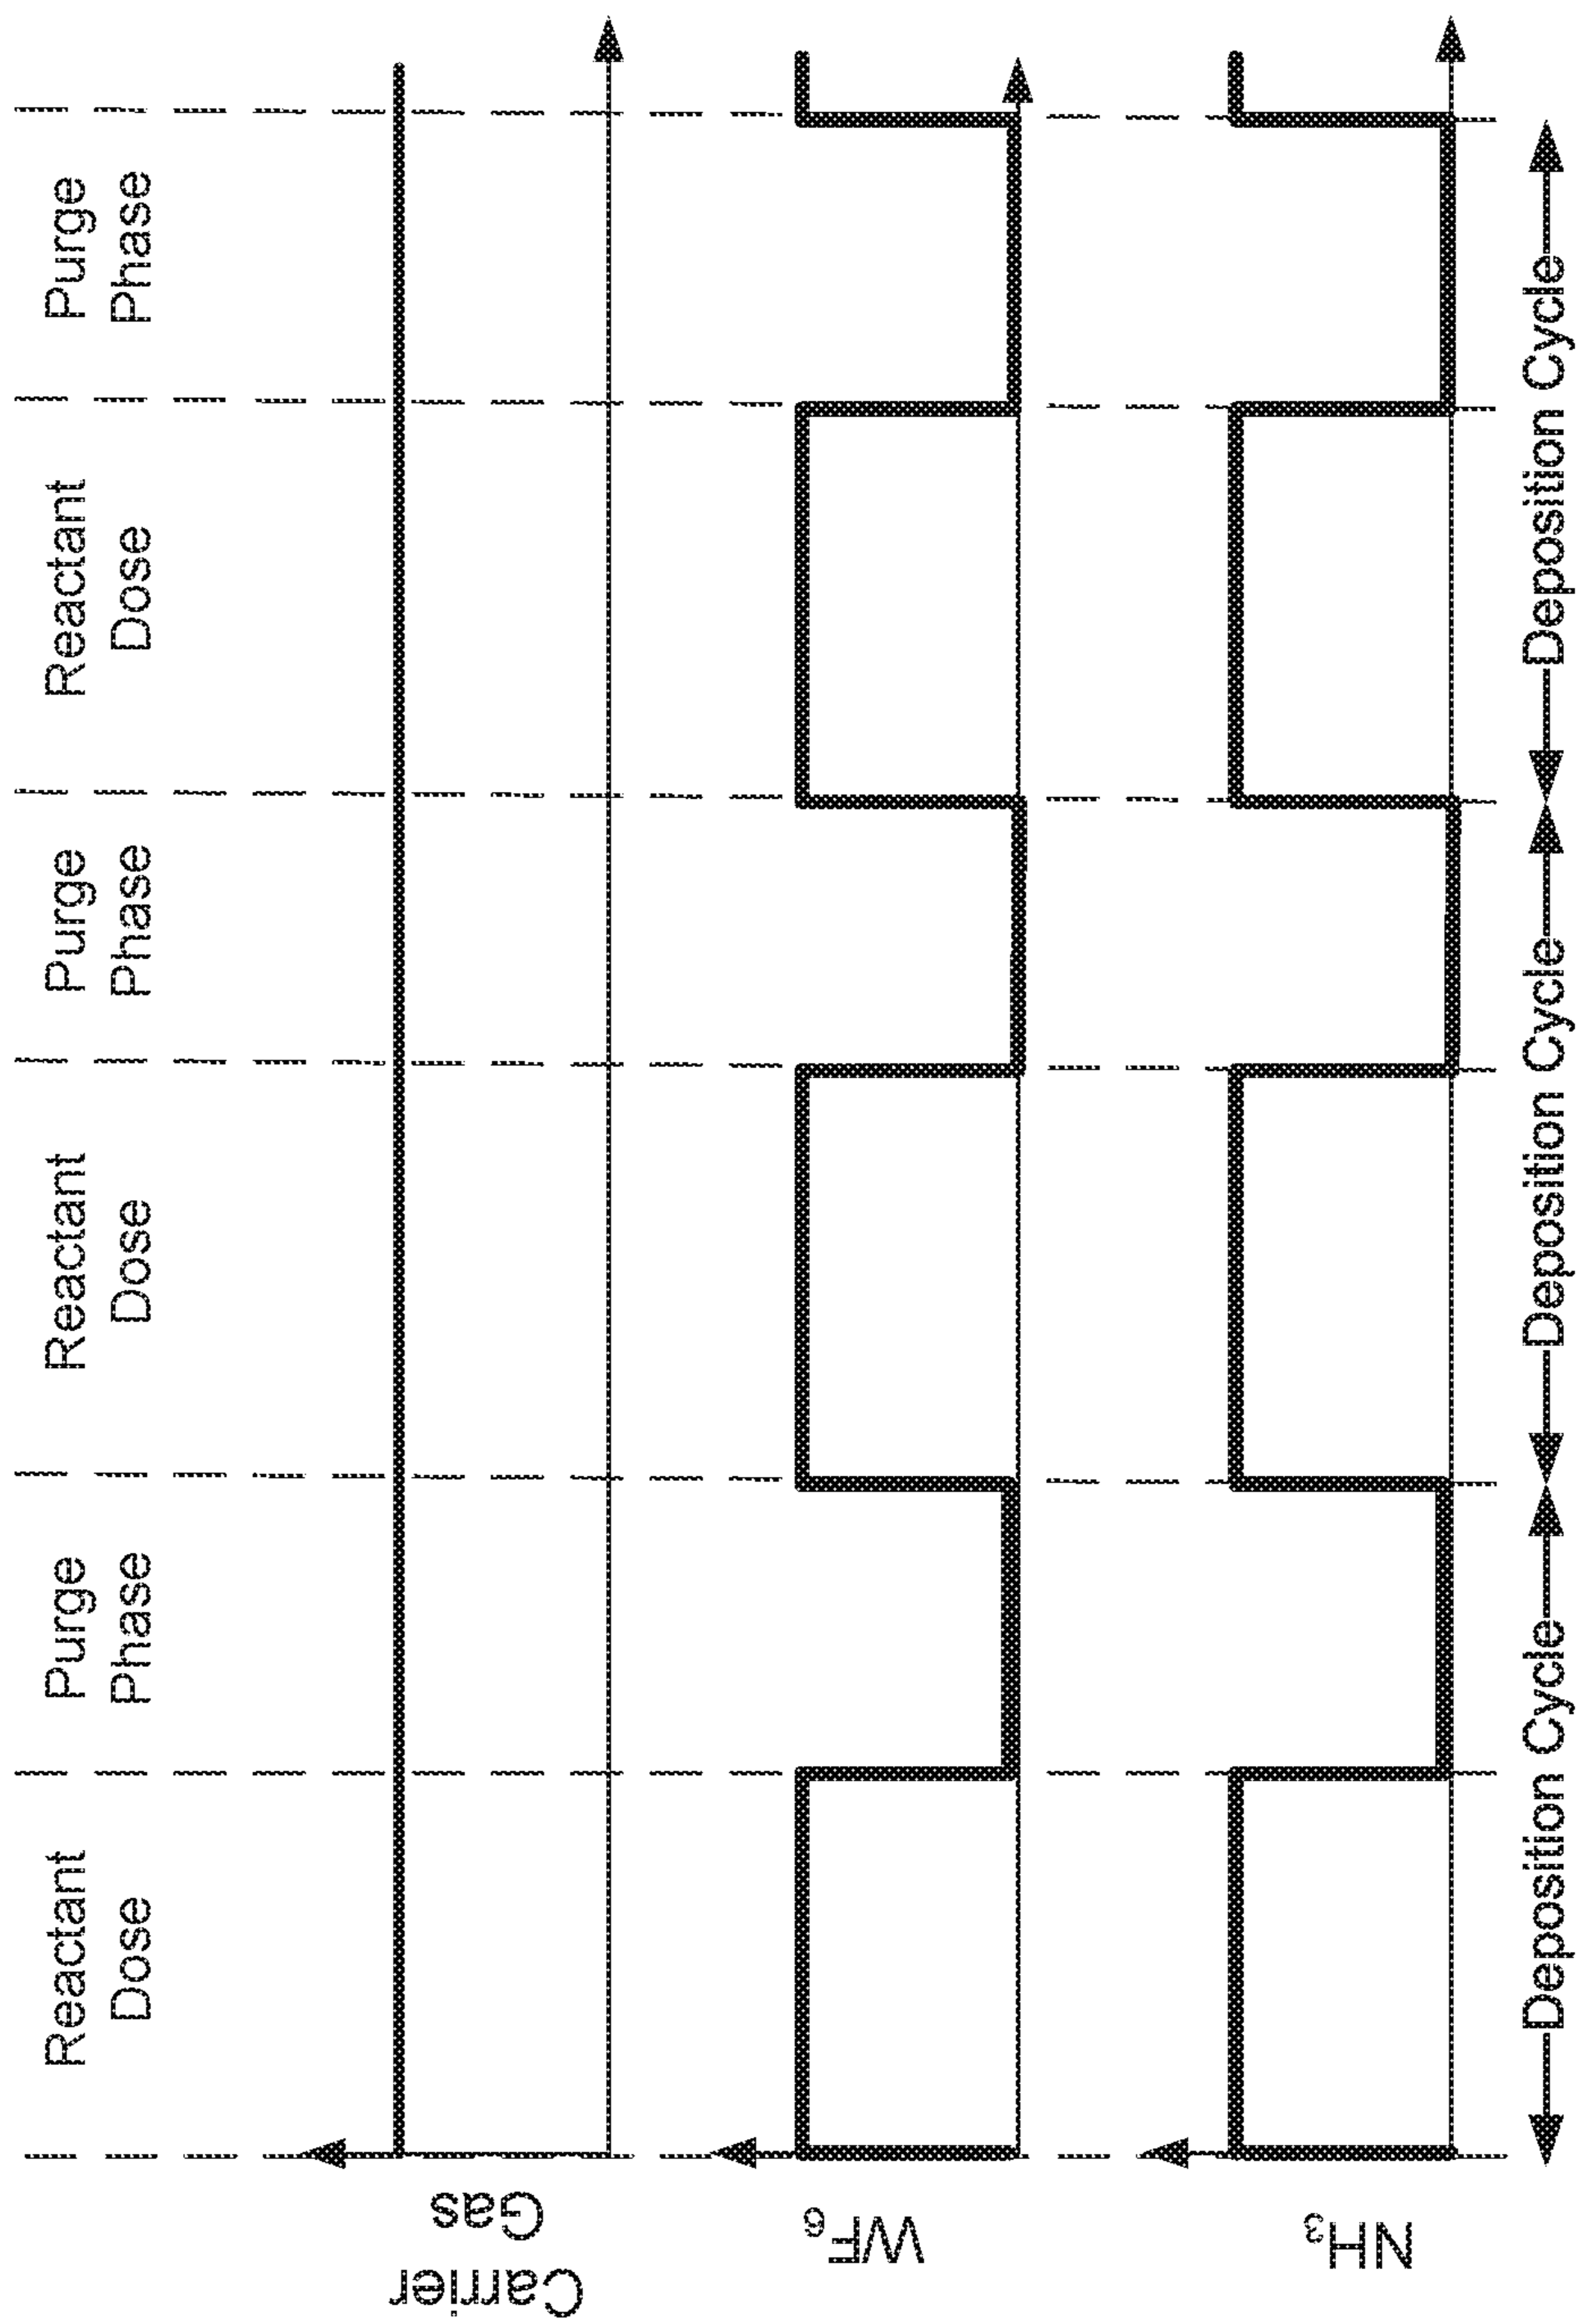 Reactant
Dose
Purge
Phase
Reactant
Dose
Purge
Phase
Reactant
Dose
Purge
Phase
Carrier
Gas
WF₆
NH₃
Deposition Cycle
Deposition Cycle
Deposition Cycle